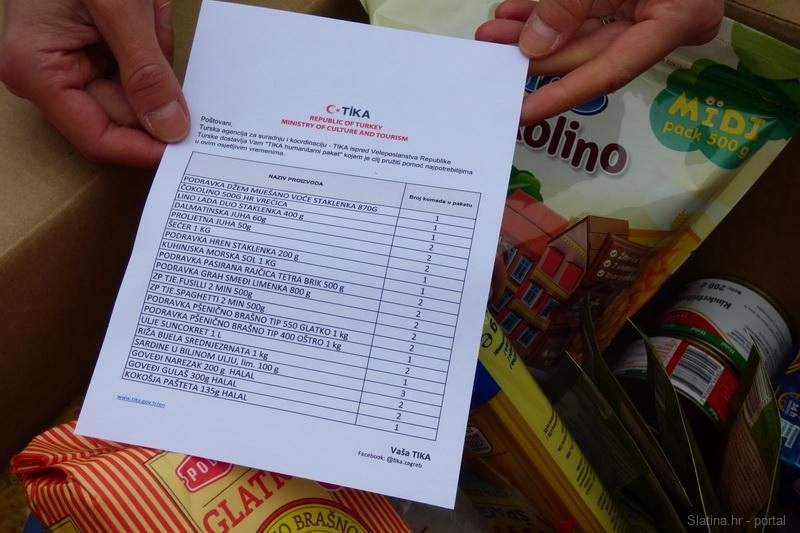 TİKA
REPUBLIC OF TURKEY
MINISTRY OF CULTURE AND TOURISM
Poštovani,
Turska agencija za suradnju i koordinaciju - TIKA ispred Veleposlanstva Republike
Turske dostavlja Vam "TIKA humanitarni paket" kojem je cilj pružiti pomoć najpotrebitijima
u ovim osjetljivim vremenima.
NAZIV PROIZVODA Broj komada u paketu
PODRAVKA DŽEM MIJEŠANO VOĆE STAKLENKA 870G 1
ČOKOLINO 500G HR VREĆICA 1
LINO LADA DUO STAKLENKA 400 g 1
DALMATINSKA JUHA 60g 2
PROLJETNA JUHA 50g 2
ŠEĆER 1 KG 1
PODRAVKA HREN STAKLENKA 200 g 1
KUHINJSKA MORSKA SOL 1 KG 1
PODRAVKA PASIRANA RAJČICA TETRA BRIK 500 g 2
PODRAVKA GRAH SMEĐI LIMENKA 800 g 2
ZP TJE.FUSILLI 2 MIN 500g 2
ZP TJE.SPAGHETTI 2 MIN 500g 2
PODRAVKA PŠENIČNO BRAŠNO TIP 550 GLATKO 1 kg 2
PODRAVKA PŠENIČNO BRAŠNO TIP 400 OŠTRO 1 kg 1
ULJE SUNCOKRET 1 L 2
RIŽA BIJELA SREDNJEZRNATA 1 kg 1
SARDINE U BILJNOM ULJU, lim. 100 g 3
GOVEĐI NAREZAK 200 g HALAL 2
GOVEĐI GULAŠ 300g HALAL 2
KOKOŠJA PAŠTETA 135g HALAL 1
www.tika.gov.tr/en
Vaša TIKA
Facebook: @tika.zagreb
kolino
MiDi
pack 500 g
200 g
GLATK
BRAŠNO
Slatina.hr - portal